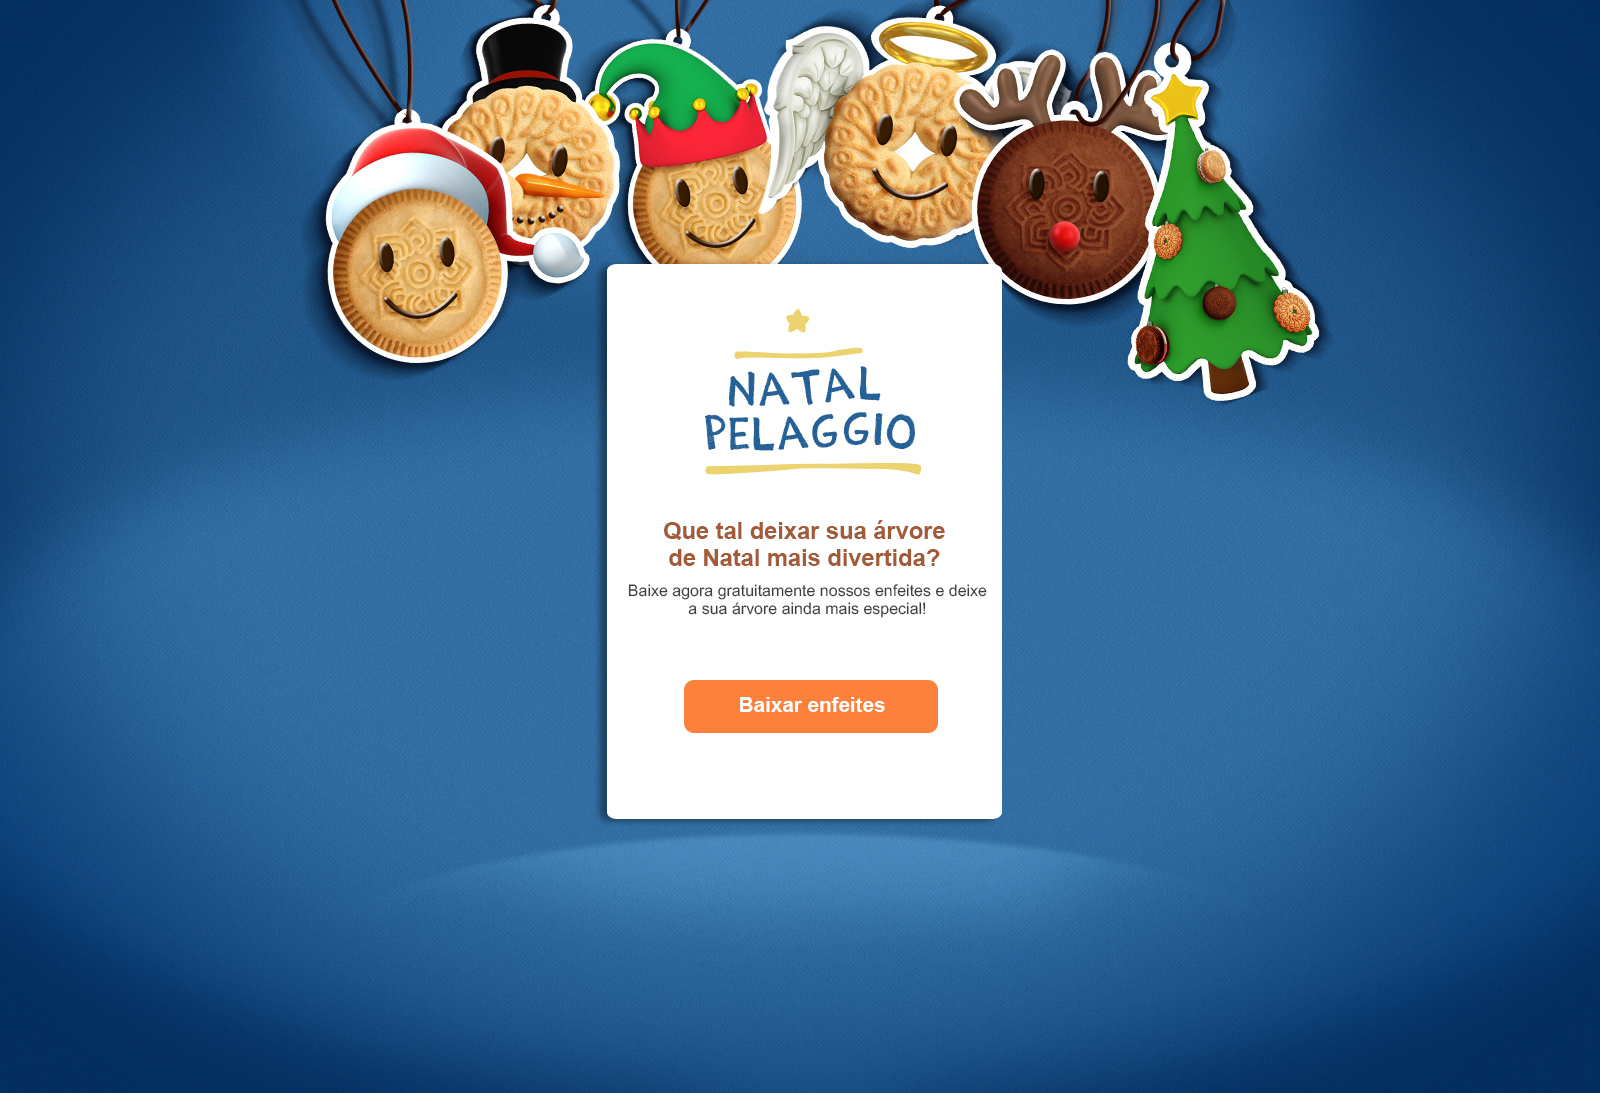 NATAL
PELAGGIO
Que tal deixar sua árvore
de Natal mais divertida?
Baixe agora gratuitamente nossos enfeites e deixe
a sua árvore ainda mais especial!
Baixar enfeites